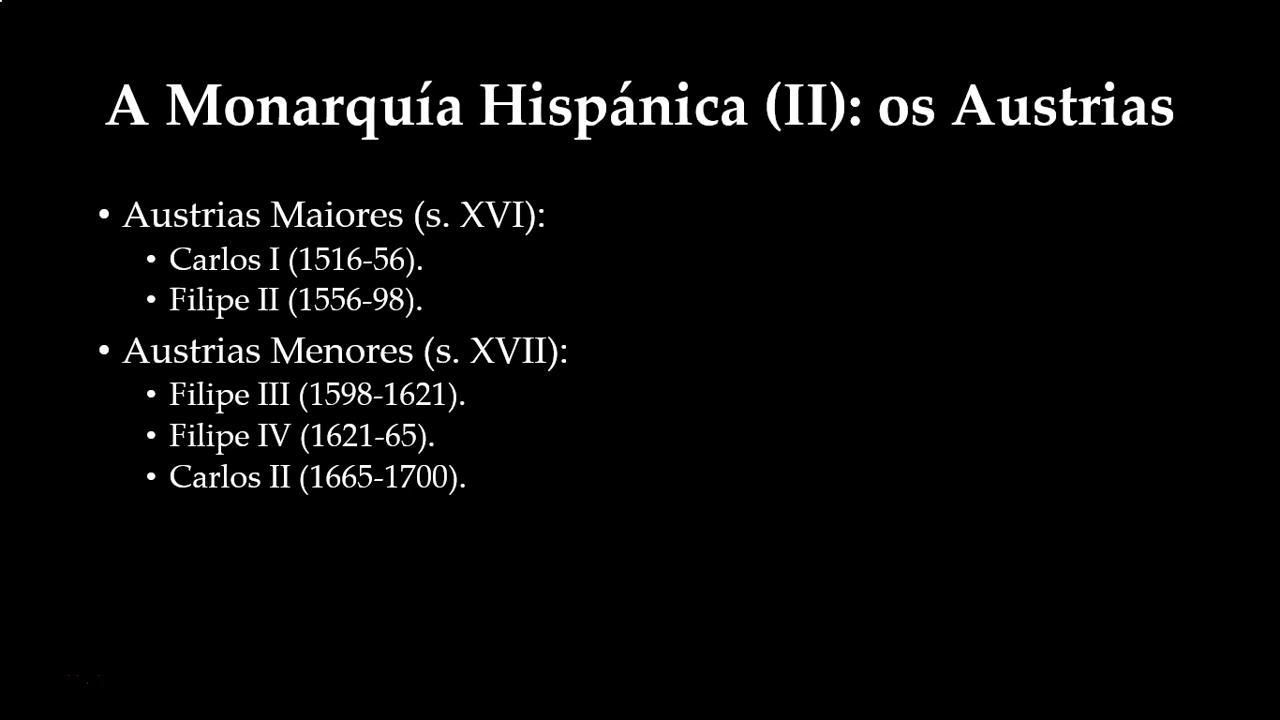 A Monarquía Hispánica (II): os Austrias
• Austrias Maiores (s. XVI):
• Carlos I (1516-56).
• Filipe II (1556-98).
• Austrias Menores (s. XVII):
• Filipe III (1598-1621).
• Filipe IV (1621-65).
• Carlos II (1665-1700).